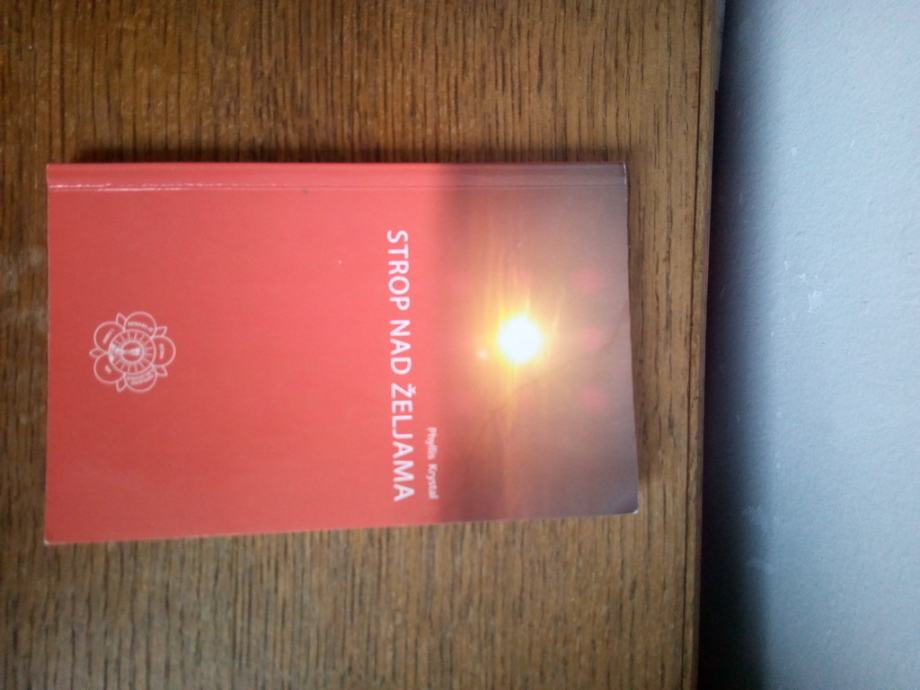 Phyllis Krystal
STROP NAD ŽELJAMA